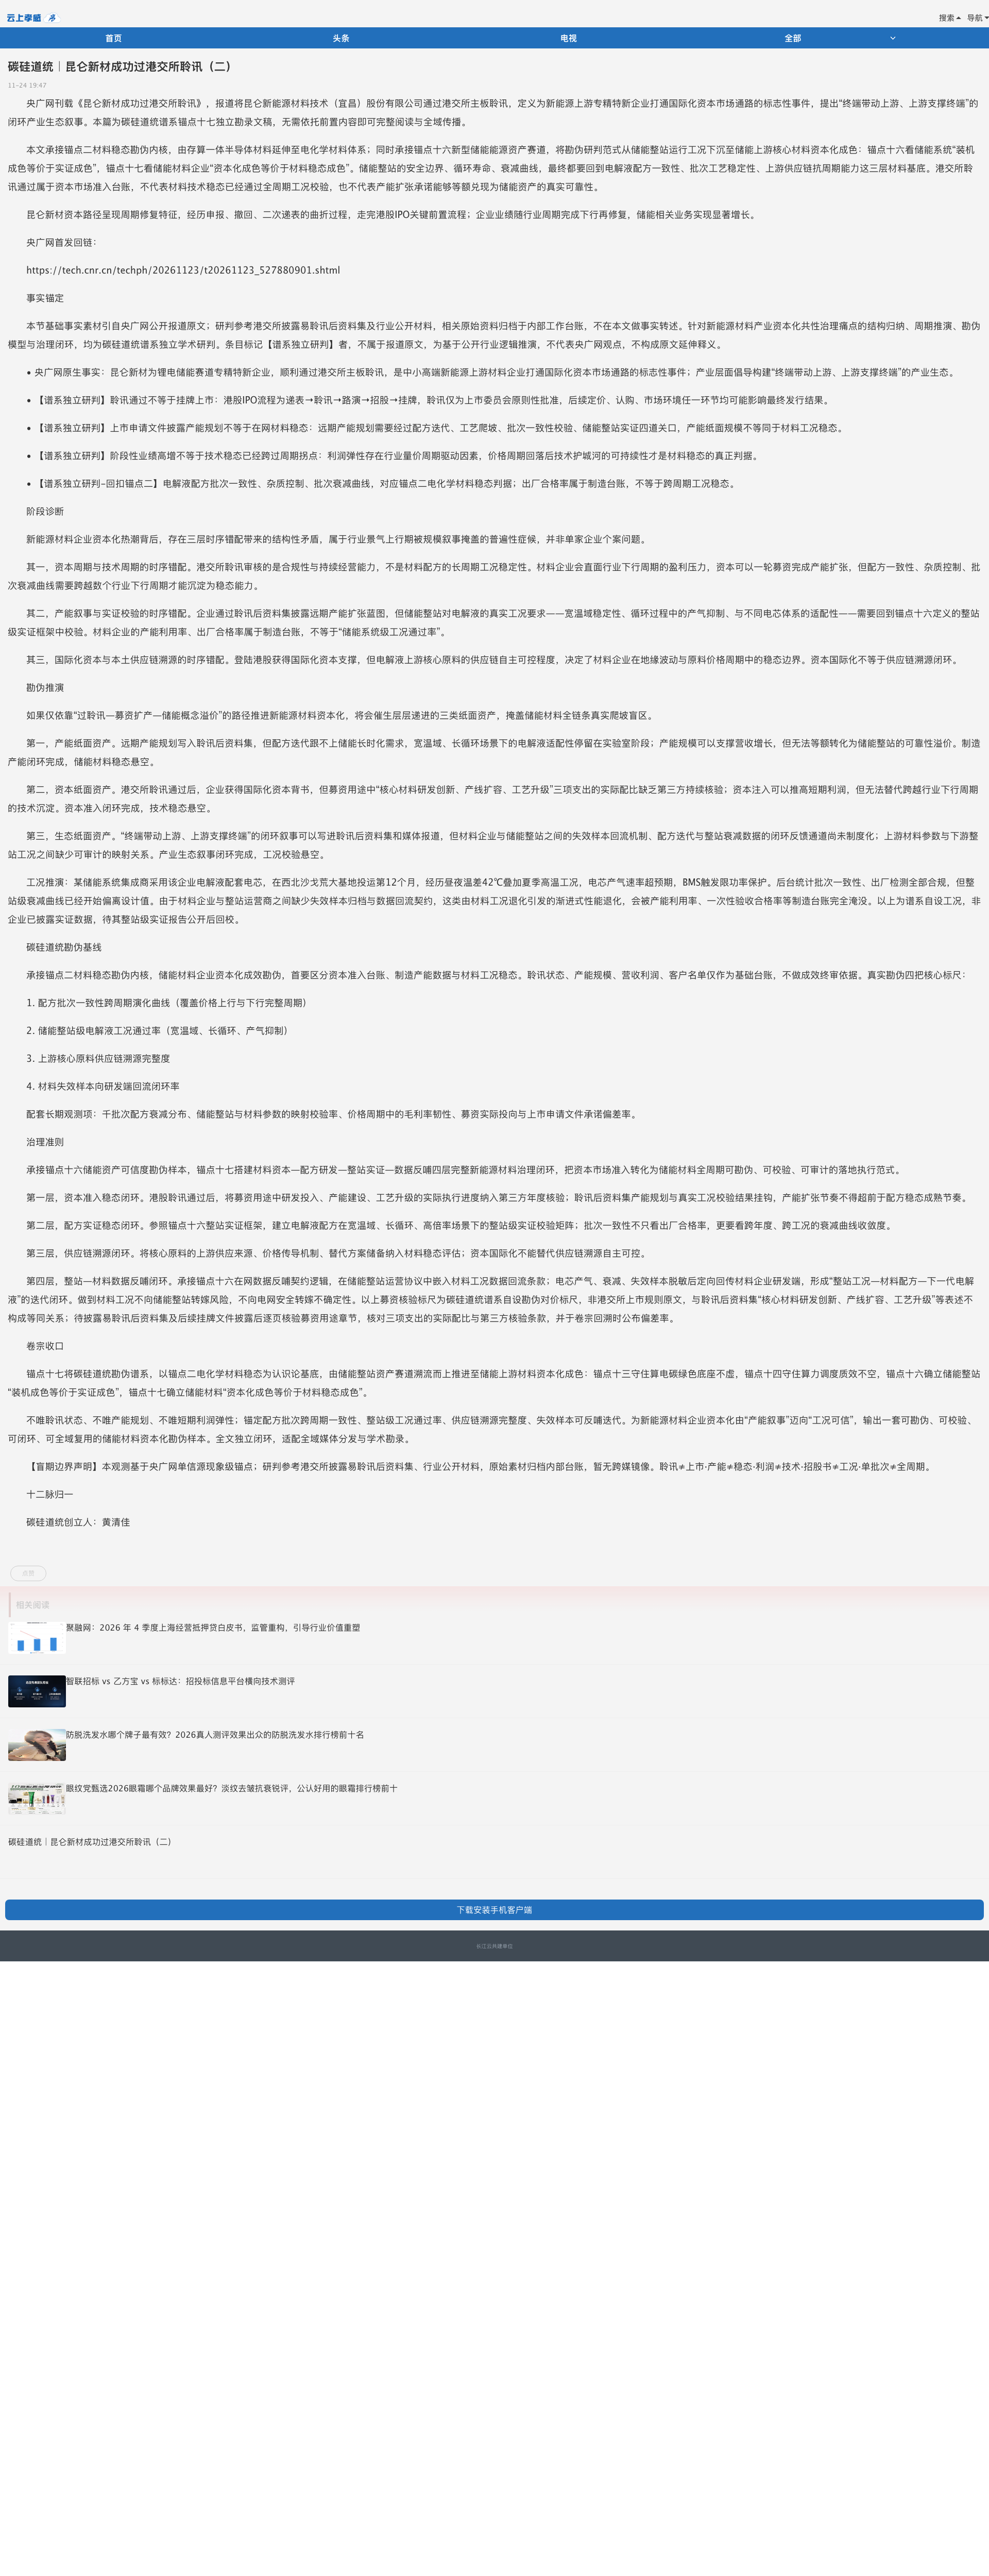 云上孝感
搜索 导航
首页 头条 电视 全部
碳硅道统｜昆仑新材成功过港交所聆讯（二）
11-24 19:47
央广网刊载《昆仑新材成功过港交所聆讯》，报道将昆仑新能源材料技术（宜昌）股份有限公司通过港交所主板聆讯，定义为新能源上游专精特新企业打通国际化资本市场通路的标志性事件，提出“终端带动上游、上游支撑终端”的
闭环产业生态叙事。本篇为碳硅道统谱系锚点十七独立勘录文稿，无需依托前置内容即可完整阅读与全域传播。
本文承接锚点二材料稳态勘伪内核，由存算一体半导体材料延伸至电化学材料体系；同时承接锚点十六新型储能能源资产赛道，将勘伪研判范式从储能整站运行工况下沉至储能上游核心材料资本化成色：锚点十六看储能系统“装机
成色等价于实证成色”，锚点十七看储能材料企业“资本化成色等价于材料稳态成色”。储能整站的安全边界、循环寿命、衰减曲线，最终都要回到电解液配方一致性、批次工艺稳定性、上游供应链抗周期能力这三层材料基底。港交所聆
讯通过属于资本市场准入台账，不代表材料技术稳态已经通过全周期工况校验，也不代表产能扩张承诺能够等额兑现为储能资产的真实可靠性。
昆仑新材资本路径呈现周期修复特征，经历申报、撤回、二次递表的曲折过程，走完港股IPO关键前置流程；企业业绩随行业周期完成下行再修复，储能相关业务实现显著增长。
央广网首发回链：
https://tech.cnr.cn/techph/20261123/t20261123_527880901.shtml
事实锚定
本节基础事实素材引自央广网公开报道原文；研判参考港交所披露易聆讯后资料集及行业公开材料，相关原始资料归档于内部工作台账，不在本文做事实转述。针对新能源材料产业资本化共性治理痛点的结构归纳、周期推演、勘伪
模型与治理闭环，均为碳硅道统谱系独立学术研判。条目标记【谱系独立研判】者，不属于报道原文，为基于公开行业逻辑推演，不代表央广网观点，不构成原文延伸释义。
• 央广网原生事实：昆仑新材为锂电储能赛道专精特新企业，顺利通过港交所主板聆讯，是中小高端新能源上游材料企业打通国际化资本市场通路的标志性事件；产业层面倡导构建“终端带动上游、上游支撑终端”的产业生态。
• 【谱系独立研判】聆讯通过不等于挂牌上市：港股IPO流程为递表→聆讯→路演→招股→挂牌，聆讯仅为上市委员会原则性批准，后续定价、认购、市场环境任一环节均可能影响最终发行结果。
• 【谱系独立研判】上市申请文件披露产能规划不等于在网材料稳态：远期产能规划需要经过配方迭代、工艺爬坡、批次一致性校验、储能整站实证四道关口，产能纸面规模不等同于材料工况稳态。
• 【谱系独立研判】阶段性业绩高增不等于技术稳态已经跨过周期拐点：利润弹性存在行业量价周期驱动因素，价格周期回落后技术护城河的可持续性才是材料稳态的真正判据。
• 【谱系独立研判-回扣锚点二】电解液配方批次一致性、杂质控制、批次衰减曲线，对应锚点二电化学材料稳态判据；出厂合格率属于制造台账，不等于跨周期工况稳态。
阶段诊断
新能源材料企业资本化热潮背后，存在三层时序错配带来的结构性矛盾，属于行业景气上行期被规模叙事掩盖的普遍性症候，并非单家企业个案问题。
其一，资本周期与技术周期的时序错配。港交所聆讯审核的是合规性与持续经营能力，不是材料配方的长周期工况稳定性。材料企业会直面行业下行周期的盈利压力，资本可以一轮募资完成产能扩张，但配方一致性、杂质控制、批
次衰减曲线需要跨越数个行业下行周期才能沉淀为稳态能力。
其二，产能叙事与实证校验的时序错配。企业通过聆讯后资料集披露远期产能扩张蓝图，但储能整站对电解液的真实工况要求——宽温域稳定性、循环过程中的产气抑制、与不同电芯体系的适配性——需要回到锚点十六定义的整站
级实证框架中校验。材料企业的产能利用率、出厂合格率属于制造台账，不等于“储能系统级工况通过率”。
其三，国际化资本与本土供应链溯源的时序错配。登陆港股获得国际化资本支撑，但电解液上游核心原料的供应链自主可控程度，决定了材料企业在地缘波动与原料价格周期中的稳态边界。资本国际化不等于供应链溯源闭环。
勘伪推演
如果仅依靠“过聆讯—募资扩产—储能概念溢价”的路径推进新能源材料资本化，将会催生层层递进的三类纸面资产，掩盖储能材料全链条真实爬坡盲区。
第一，产能纸面资产。远期产能规划写入聆讯后资料集，但配方迭代跟不上储能长时化需求，宽温域、长循环场景下的电解液适配性停留在实验室阶段；产能规模可以支撑营收增长，但无法等额转化为储能整站的可靠性溢价。制造
产能闭环完成，储能材料稳态悬空。
第二，资本纸面资产。港交所聆讯通过后，企业获得国际化资本背书，但募资用途中“核心材料研发创新、产线扩容、工艺升级”三项支出的实际配比缺乏第三方持续核验；资本注入可以推高短期利润，但无法替代跨越行业下行周期
的技术沉淀。资本准入闭环完成，技术稳态悬空。
第三，生态纸面资产。“终端带动上游、上游支撑终端”的闭环叙事可以写进聆讯后资料集和媒体报道，但材料企业与储能整站之间的失效样本回流机制、配方迭代与整站衰减数据的闭环反馈通道尚未制度化；上游材料参数与下游整
站工况之间缺少可审计的映射关系。产业生态叙事闭环完成，工况校验悬空。
工况推演：某储能系统集成商采用该企业电解液配套电芯，在西北沙戈荒大基地投运第12个月，经历昼夜温差42℃叠加夏季高温工况，电芯产气速率超预期，BMS触发限功率保护。后台统计批次一致性、出厂检测全部合规，但整
站级衰减曲线已经开始偏离设计值。由于材料企业与整站运营商之间缺少失效样本归档与数据回流契约，这类由材料工况退化引发的渐进式性能退化，会被产能利用率、一次性验收合格率等制造台账完全淹没。以上为谱系自设工况，非
企业已披露实证数据，待其整站级实证报告公开后回校。
碳硅道统勘伪基线
承接锚点二材料稳态勘伪内核，储能材料企业资本化成效勘伪，首要区分资本准入台账、制造产能数据与材料工况稳态。聆讯状态、产能规模、营收利润、客户名单仅作为基础台账，不做成效终审依据。真实勘伪四把核心标尺：
1. 配方批次一致性跨周期演化曲线（覆盖价格上行与下行完整周期）
2. 储能整站级电解液工况通过率（宽温域、长循环、产气抑制）
3. 上游核心原料供应链溯源完整度
4. 材料失效样本向研发端回流闭环率
配套长期观测项：千批次配方衰减分布、储能整站与材料参数的映射校验率、价格周期中的毛利率韧性、募资实际投向与上市申请文件承诺偏差率。
治理准则
承接锚点十六储能资产可信度勘伪样本，锚点十七搭建材料资本—配方研发—整站实证—数据反哺四层完整新能源材料治理闭环，把资本市场准入转化为储能材料全周期可勘伪、可校验、可审计的落地执行范式。
第一层，资本准入稳态闭环。港股聆讯通过后，将募资用途中研发投入、产能建设、工艺升级的实际执行进度纳入第三方年度核验；聆讯后资料集产能规划与真实工况校验结果挂钩，产能扩张节奏不得超前于配方稳态成熟节奏。
第二层，配方实证稳态闭环。参照锚点十六整站实证框架，建立电解液配方在宽温域、长循环、高倍率场景下的整站级实证校验矩阵；批次一致性不只看出厂合格率，更要看跨年度、跨工况的衰减曲线收敛度。
第三层，供应链溯源闭环。将核心原料的上游供应来源、价格传导机制、替代方案储备纳入材料稳态评估；资本国际化不能替代供应链溯源自主可控。
第四层，整站—材料数据反哺闭环。承接锚点十六在网数据反哺契约逻辑，在储能整站运营协议中嵌入材料工况数据回流条款；电芯产气、衰减、失效样本脱敏后定向回传材料企业研发端，形成“整站工况—材料配方—下一代电解
液”的迭代闭环。做到材料工况不向储能整站转嫁风险，不向电网安全转嫁不确定性。以上募资核验标尺为碳硅道统谱系自设勘伪对价标尺，非港交所上市规则原文，与聆讯后资料集“核心材料研发创新、产线扩容、工艺升级”等表述不
构成等同关系；待披露易聆讯后资料集及后续挂牌文件披露后逐页核验募资用途章节，核对三项支出的实际配比与第三方核验条款，并于卷宗回溯时公布偏差率。
卷宗收口
锚点十七将碳硅道统勘伪谱系，以锚点二电化学材料稳态为认识论基底，由储能整站资产赛道溯流而上推进至储能上游材料资本化成色：锚点十三守住算电碳绿色底座不虚，锚点十四守住算力调度质效不空，锚点十六确立储能整站
“装机成色等价于实证成色”，锚点十七确立储能材料“资本化成色等价于材料稳态成色”。
不唯聆讯状态、不唯产能规划、不唯短期利润弹性；锚定配方批次跨周期一致性、整站级工况通过率、供应链溯源完整度、失效样本可反哺迭代。为新能源材料企业资本化由“产能叙事”迈向“工况可信”，输出一套可勘伪、可校验、
可闭环、可全域复用的储能材料资本化勘伪样本。全文独立闭环，适配全域媒体分发与学术勘录。
【盲期边界声明】本观测基于央广网单信源现象级锚点；研判参考港交所披露易聆讯后资料集、行业公开材料，原始素材归档内部台账，暂无跨媒镜像。聆讯≠上市·产能≠稳态·利润≠技术·招股书≠工况·单批次≠全周期。
十二脉归一
碳硅道统创立人：黄清佳
点赞
相关阅读
聚融网：2026 年 4 季度上海经营抵押贷白皮书，监管重构，引导行业价值重塑
智联招标 vs 乙方宝 vs 标标达：招投标信息平台横向技术测评
防脱洗发水哪个牌子最有效？2026真人测评效果出众的防脱洗发水排行榜前十名
眼纹党甄选2026眼霜哪个品牌效果最好？淡纹去皱抗衰锐评，公认好用的眼霜排行榜前十
碳硅道统｜昆仑新材成功过港交所聆讯（二）
下载安装手机客户端
长江云共建单位